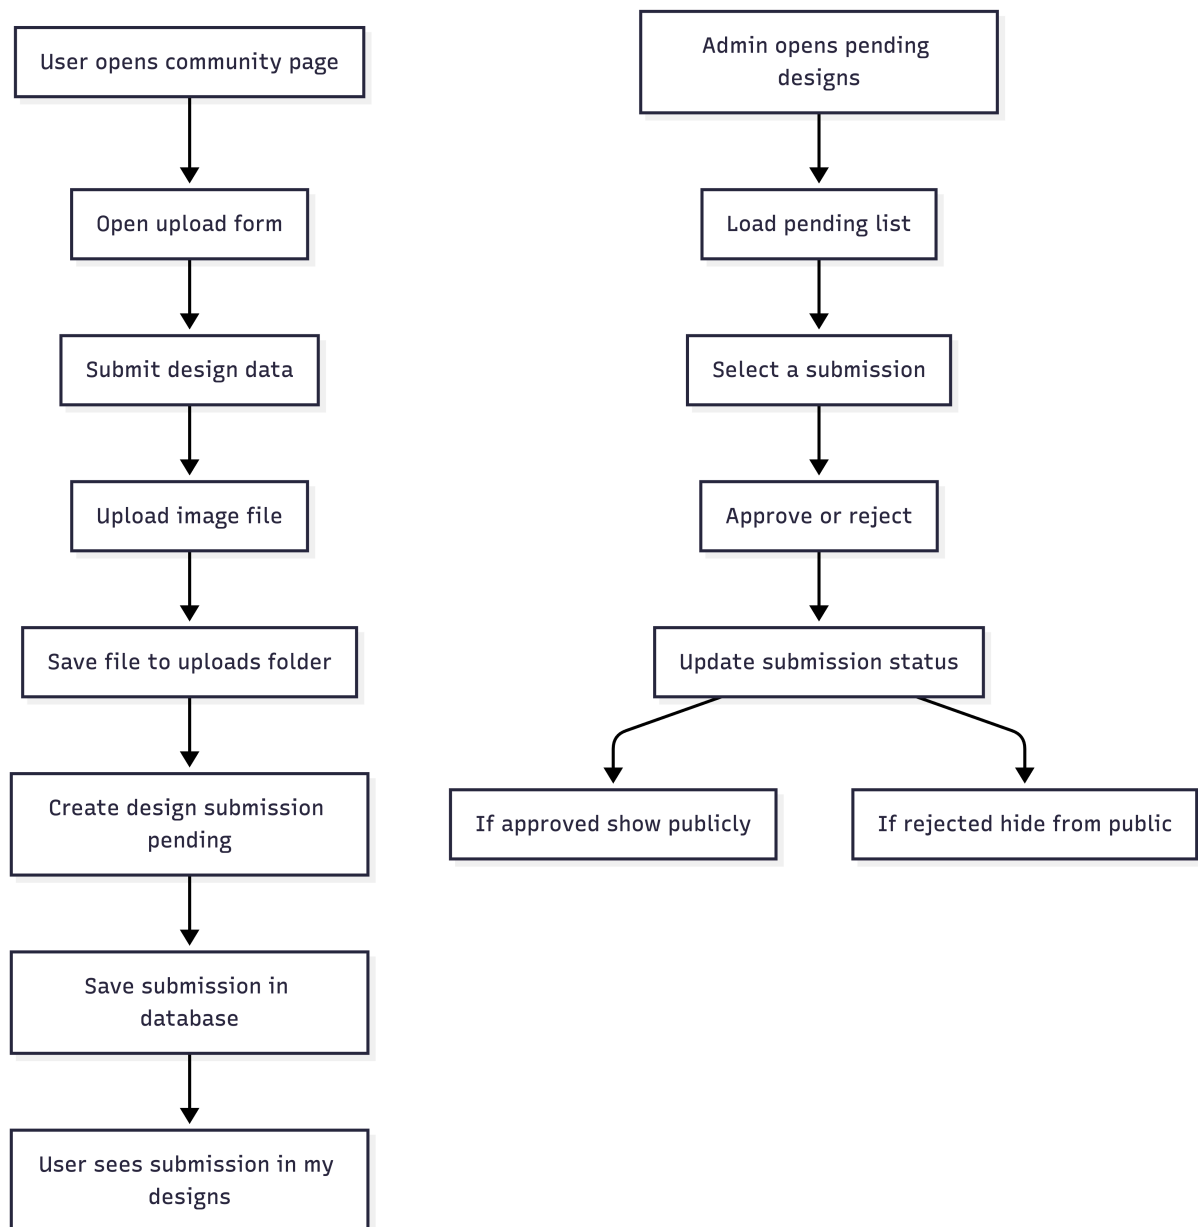 User opens community page
Open upload form
Submit design data
Upload image file
Save file to uploads folder
Create design submission
pending
Save submission in
database
User sees submission in my
designs
Admin opens pending
designs
Load pending list
Select a submission
Approve or reject
Update submission status
If approved show publicly
If rejected hide from public